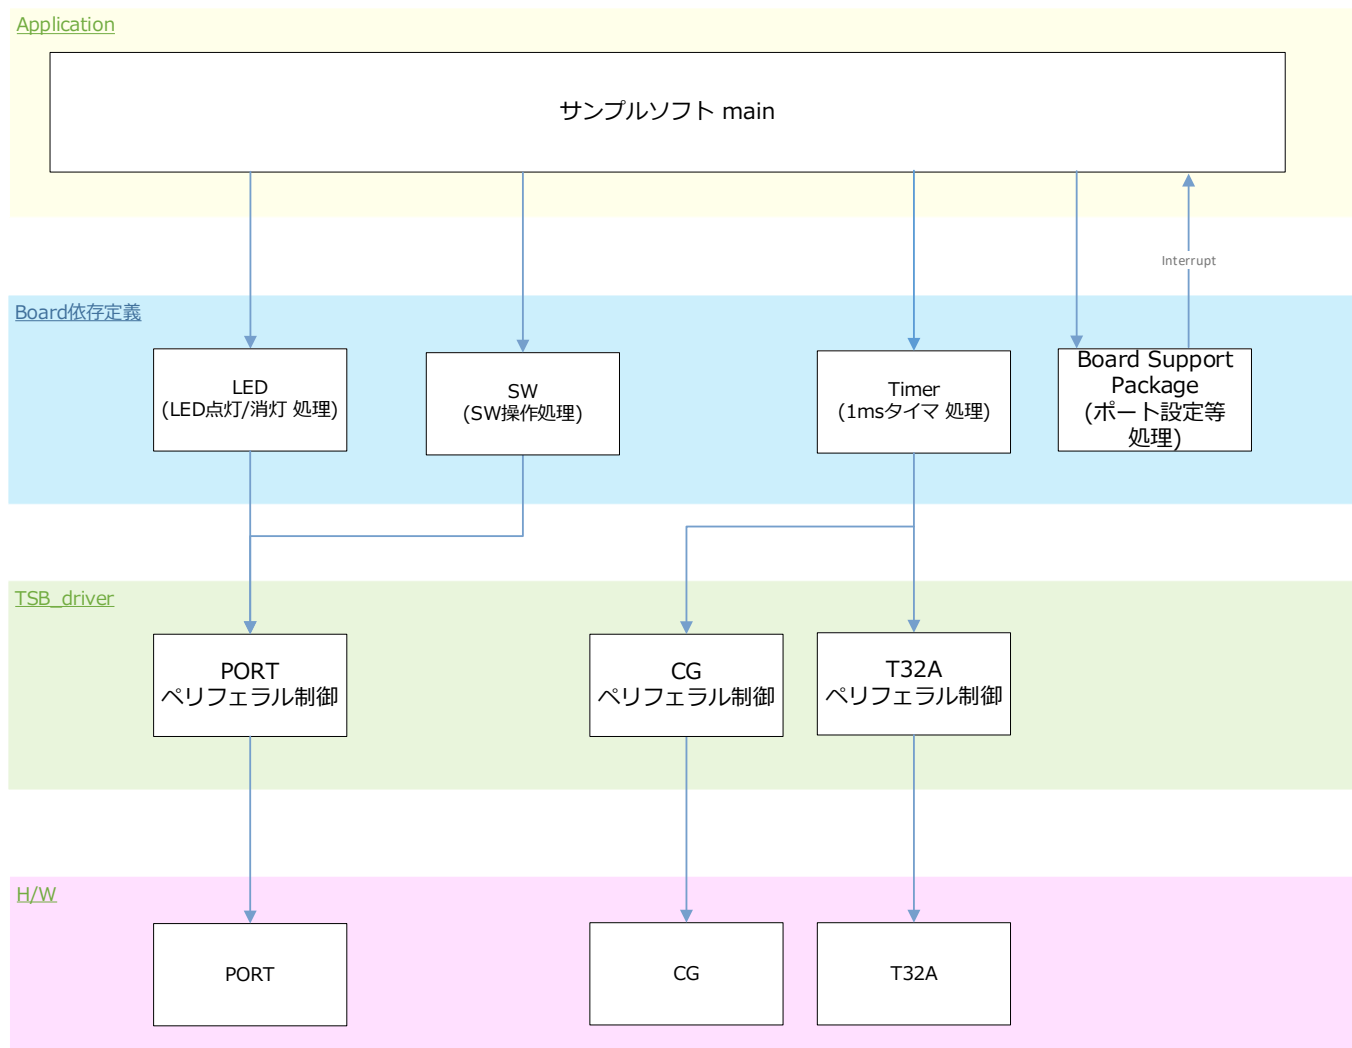 Application
サンプルソフト main
Interrupt
Board依存定義
LED
(LED点灯/消灯 処理)
SW
(SW操作処理)
Timer
(1msタイマ 処理)
Board Support
Package
(ポート設定等
処理)
TSB_driver
PORT
ペリフェラル制御
CG
ペリフェラル制御
T32A
ペリフェラル制御
H/W
PORT
CG
T32A